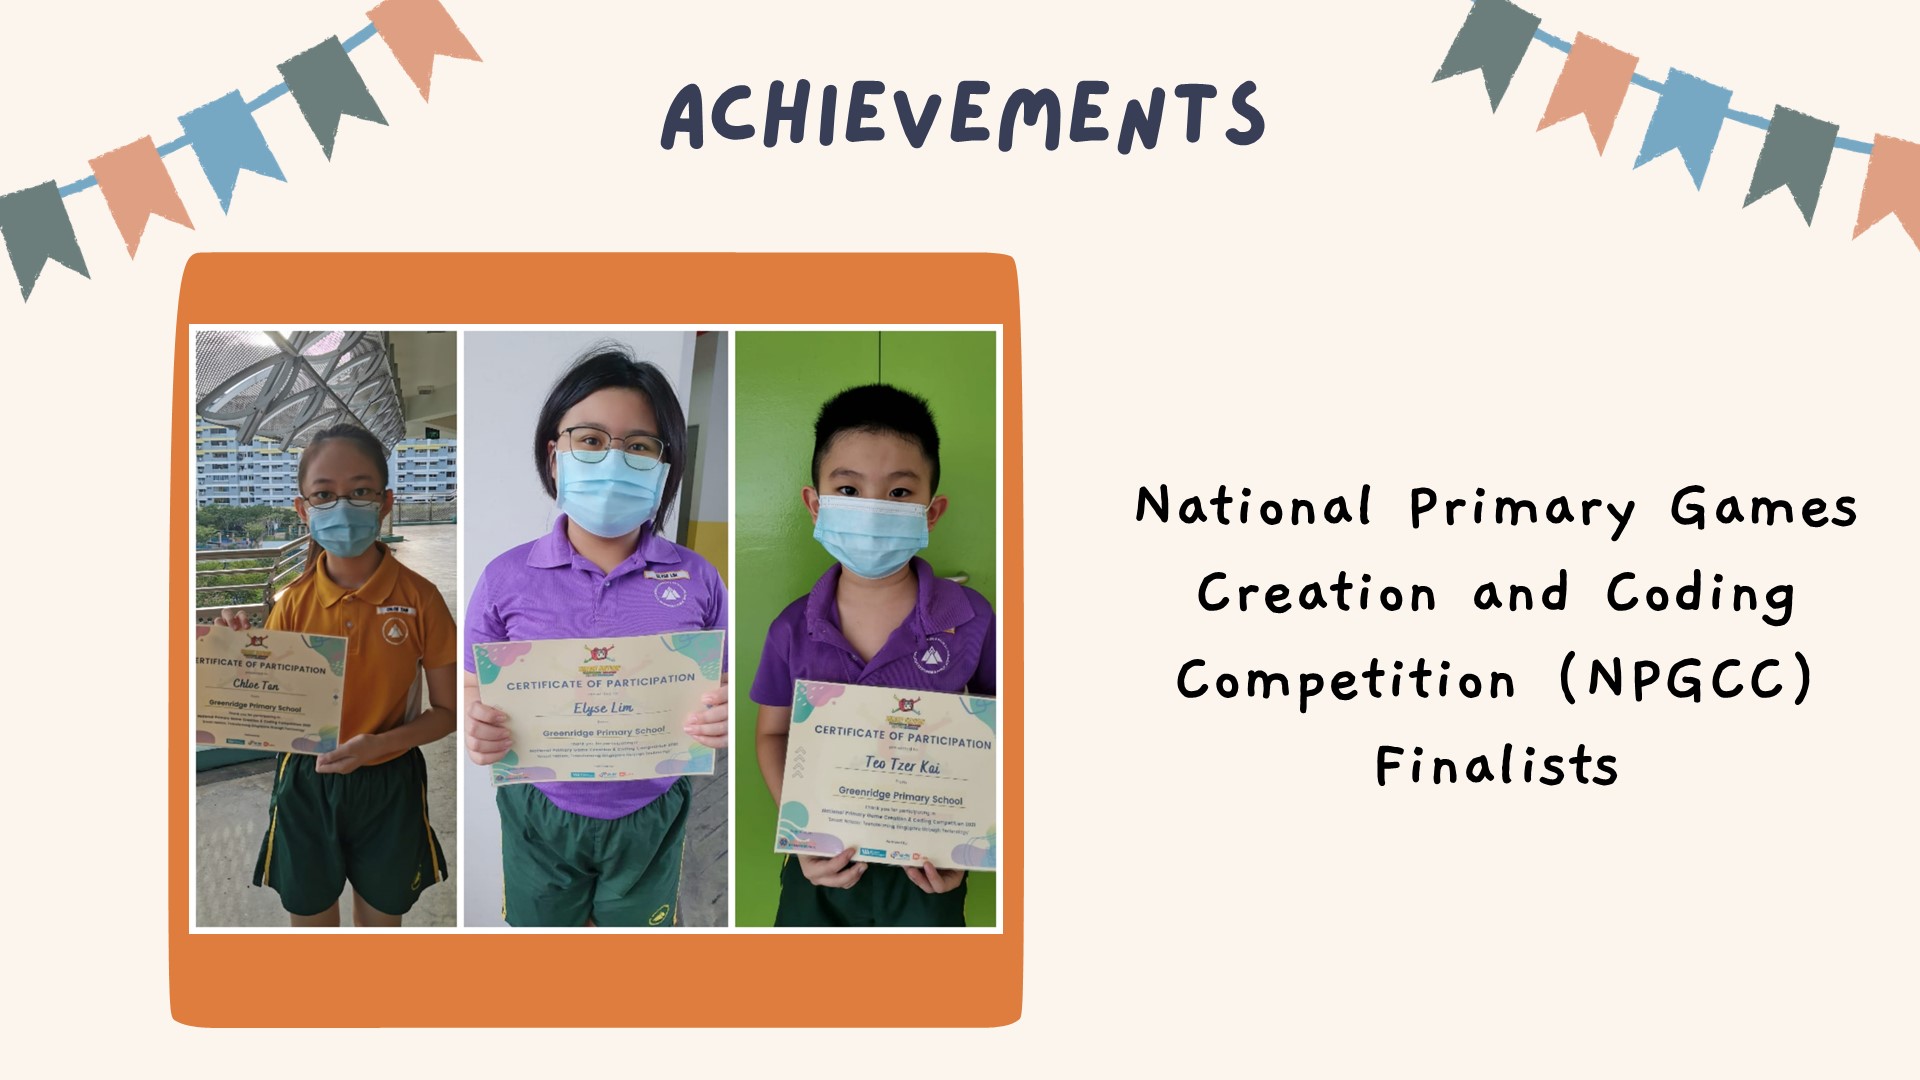 ACHIEVEMENTS
CERTIFICATE OF PARTICIPATION
Chloe Tan
Greenridge Primary School
CERTIFICATE OF PARTICIPATION
Elyse Lim
Greenridge Primary School
CERTIFICATE OF PARTICIPATION
Teo Tzer Kai
Greenridge Primary School
National Primary Games
Creation and Coding
Competition (NPGCC)
Finalists